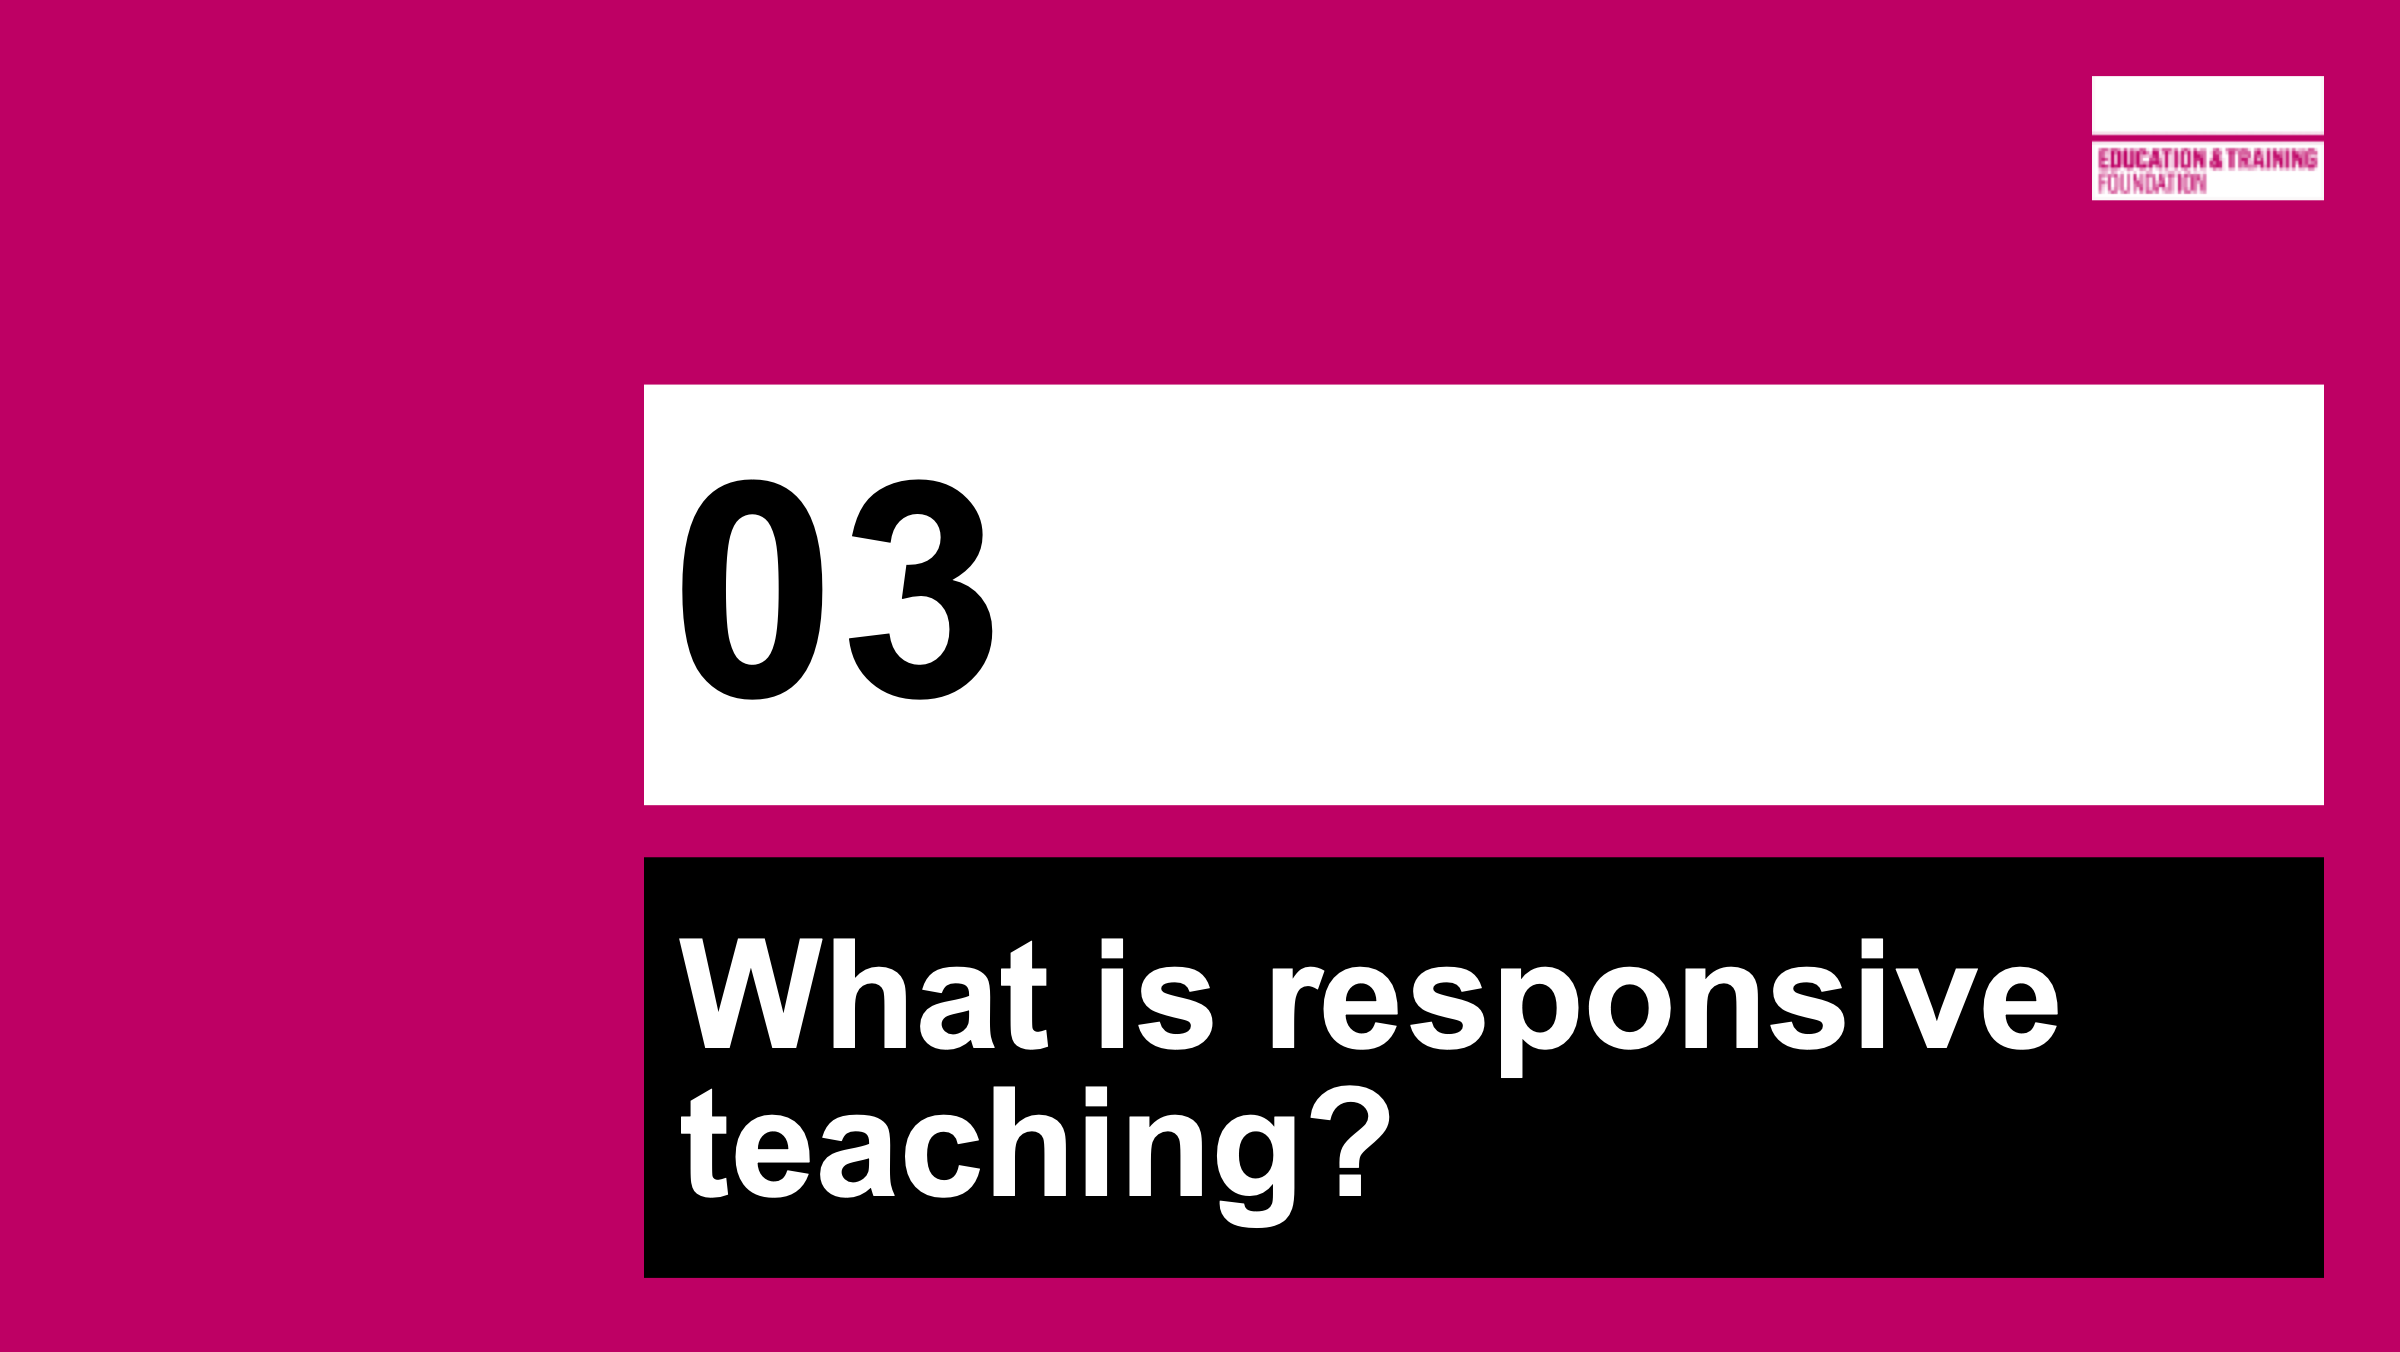 EDUCATION & TRAINING
FOUNDATION
03
What is responsive
teaching?